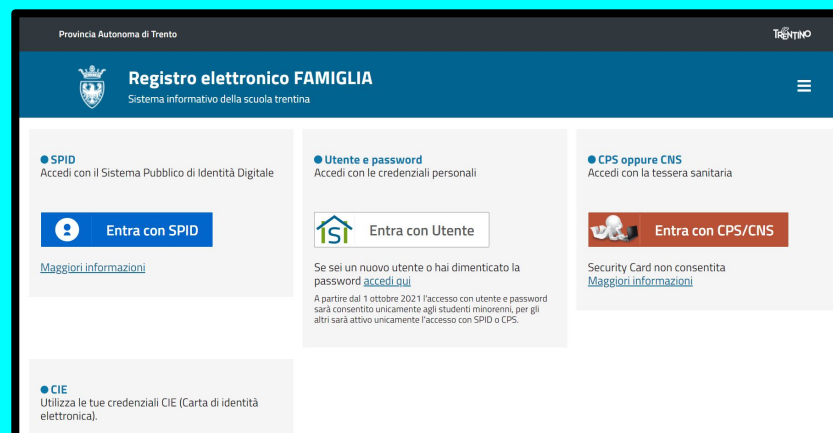 Provincia Autonoma di Trento
TRENTINO
Registro elettronico FAMIGLIA
Sistema informativo della scuola trentina
SPID
Accedi con il Sistema Pubblico di Identità Digitale
Entra con SPID
Maggiori informazioni
Utente e password
Accedi con le credenziali personali
isi
Entra con Utente
Se sei un nuovo utente o hai dimenticato la
password accedi qui
A partire dal 1 ottobre 2021 l'accesso con utente e password
sarà consentito unicamente agli studenti minorenni, per gli
altri sarà attivo unicamente l'accesso con SPID o CPS.
CPS oppure CNS
Accedi con la tessera sanitaria
Entra con CPS/CNS
Security Card non consentita
Maggiori informazioni
CIE
Utilizza le tue credenziali CIE (Carta di identità
elettronica).